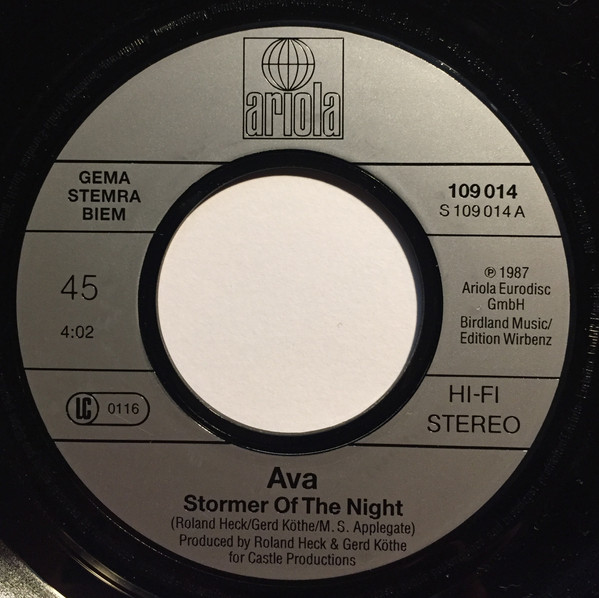 ariola
GEMA
STEMRA
BIEM
109 014
S 109 014 A
45
4:02
℗ 1987
Ariola Eurodisc
GmbH
Birdland Music/
Edition Wirbenz
LC 0116
HI-FI
STEREO
Ava
Stormer Of The Night
(Roland Heck/Gerd Köthe/M. S. Applegate)
Produced by Roland Heck & Gerd Köthe
for Castle Productions